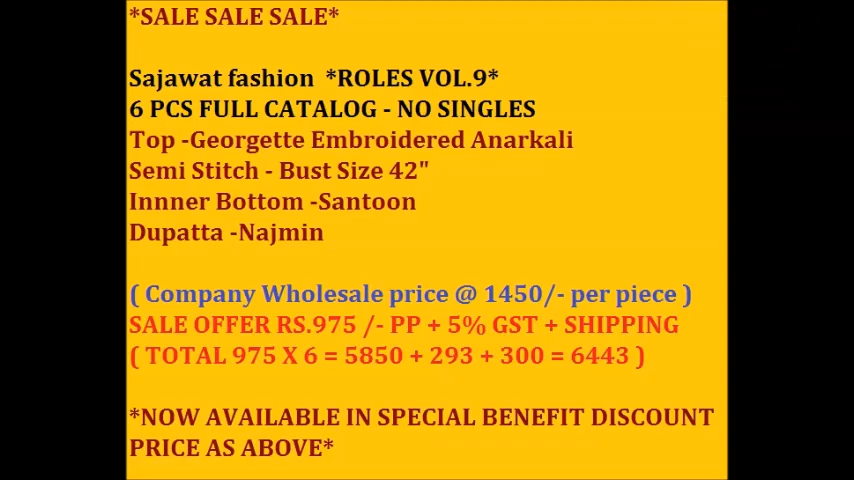 *SALE SALE SALE*
Sajawat fashion  *ROLES VOL.9*
6 PCS FULL CATALOG - NO SINGLES
Top -Georgette Embroidered Anarkali
Semi Stitch - Bust Size 42"
Innner Bottom -Santoon
Dupatta -Najmin
( Company Wholesale price @ 1450/- per piece )
SALE OFFER RS.975 /- PP + 5% GST + SHIPPING
( TOTAL 975 X 6 = 5850 + 293 + 300 = 6443 )
*NOW AVAILABLE IN SPECIAL BENEFIT DISCOUNT
PRICE AS ABOVE*